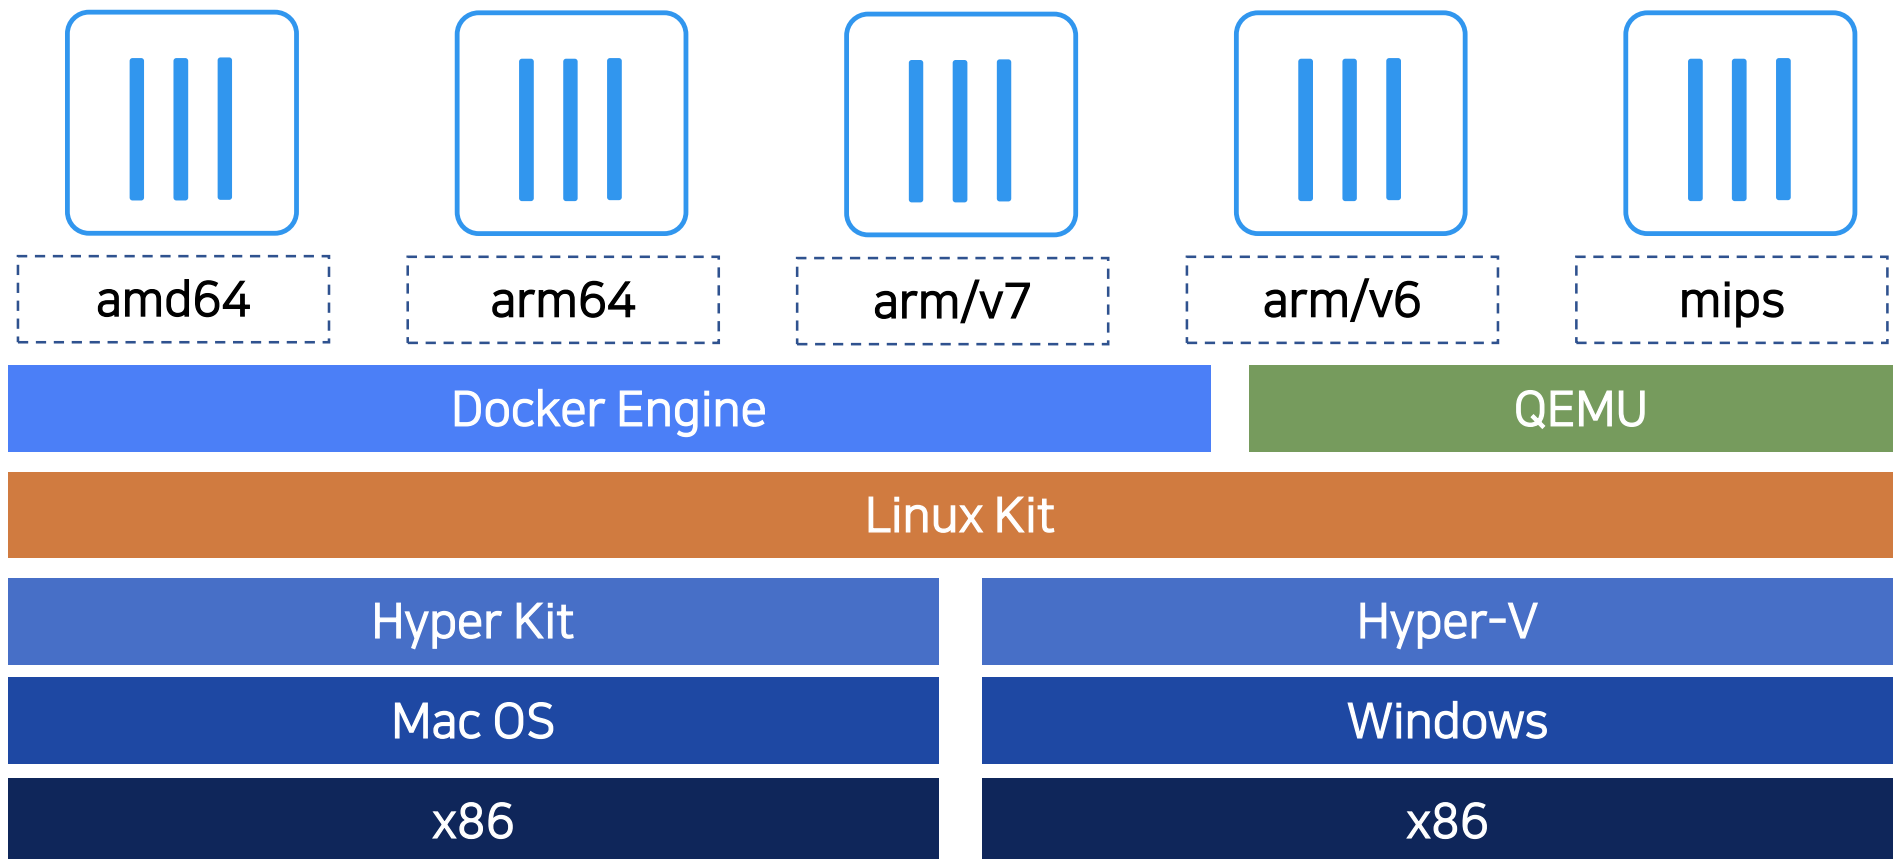 amd64
arm64
arm/v7
arm/v6
mips
Docker Engine
QEMU
Linux Kit
Hyper Kit
Hyper-V
Mac OS
Windows
x86
x86